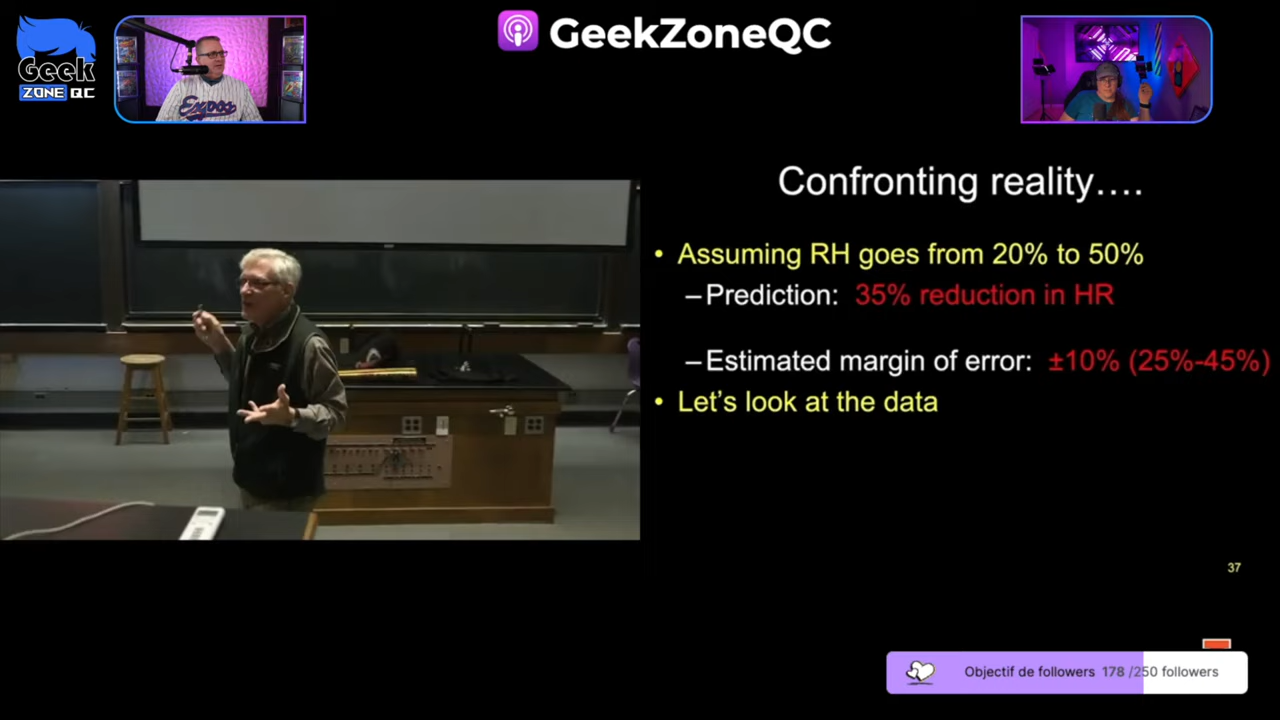 GeekZoneQC
Geek
ZONE QC
Expos
Confronting reality….
• Assuming RH goes from 20% to 50%
–Prediction: 35% reduction in HR
–Estimated margin of error: ±10% (25%-45%)
• Let’s look at the data
37
Objectif de followers 178 /250 followers